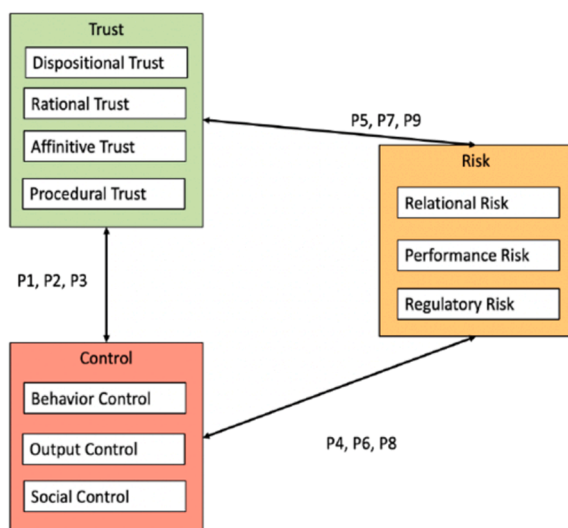 Trust
Dispositional Trust
Rational Trust
Affinitive Trust
Procedural Trust
P5, P7, P9
Risk
Relational Risk
Performance Risk
Regulatory Risk
P1, P2, P3
Control
Behavior Control
Output Control
Social Control
P4, P6, P8